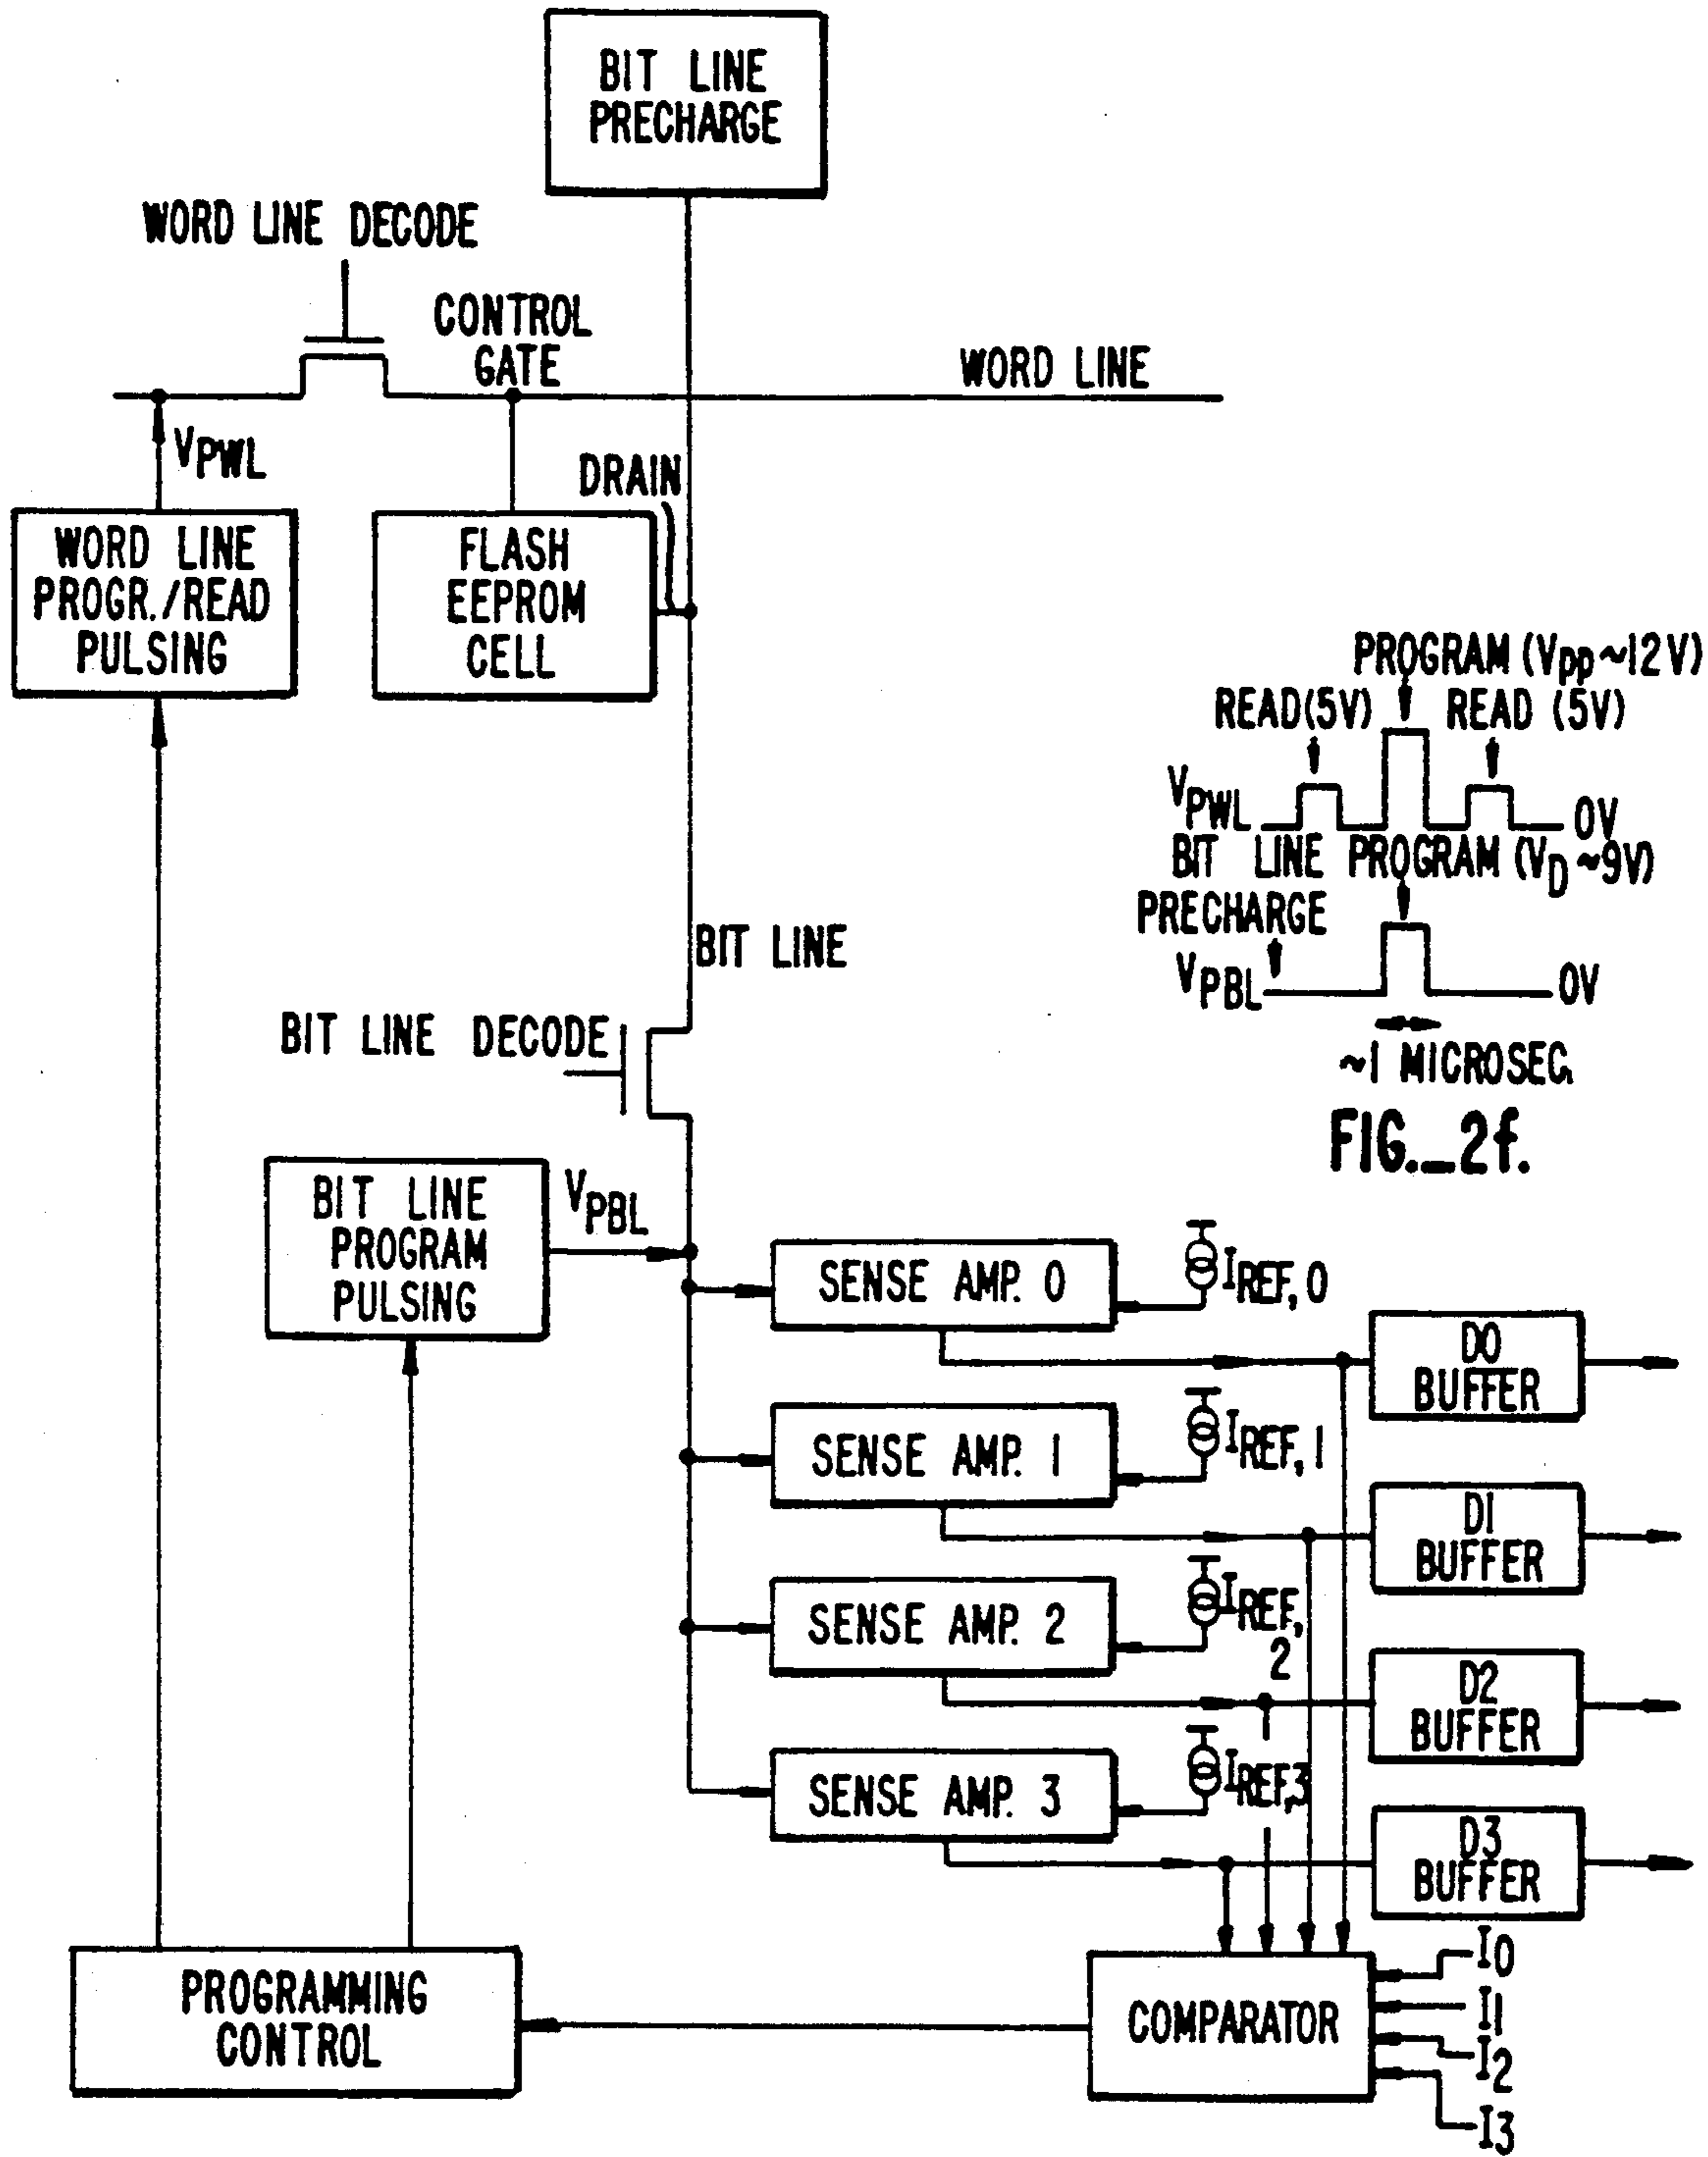 BIT LINE
PRECHARGE
WORD LINE DECODE
CONTROL
GATE
WORD LINE
VPWL
DRAIN
WORD LINE
PROGR./READ
PULSING
FLASH
EEPROM
CELL
PROGRAM (Vpp~12V)
READ(5V) READ (5V)
VPWL 0V
BIT LINE PROGRAM (VD~9V)
PRECHARGE
VPBL 0V
~1 MICROSEC.
FIG._2f.
BIT LINE
BIT LINE DECODE
BIT LINE
PROGRAM
PULSING
VPBL
SENSE AMP. 0
IREF,0
D0
BUFFER
SENSE AMP. 1
IREF,1
D1
BUFFER
SENSE AMP. 2
IREF,
2
D2
BUFFER
SENSE AMP. 3
IREF,3
D3
BUFFER
PROGRAMMING
CONTROL
COMPARATOR
I0
I1
I2
I3